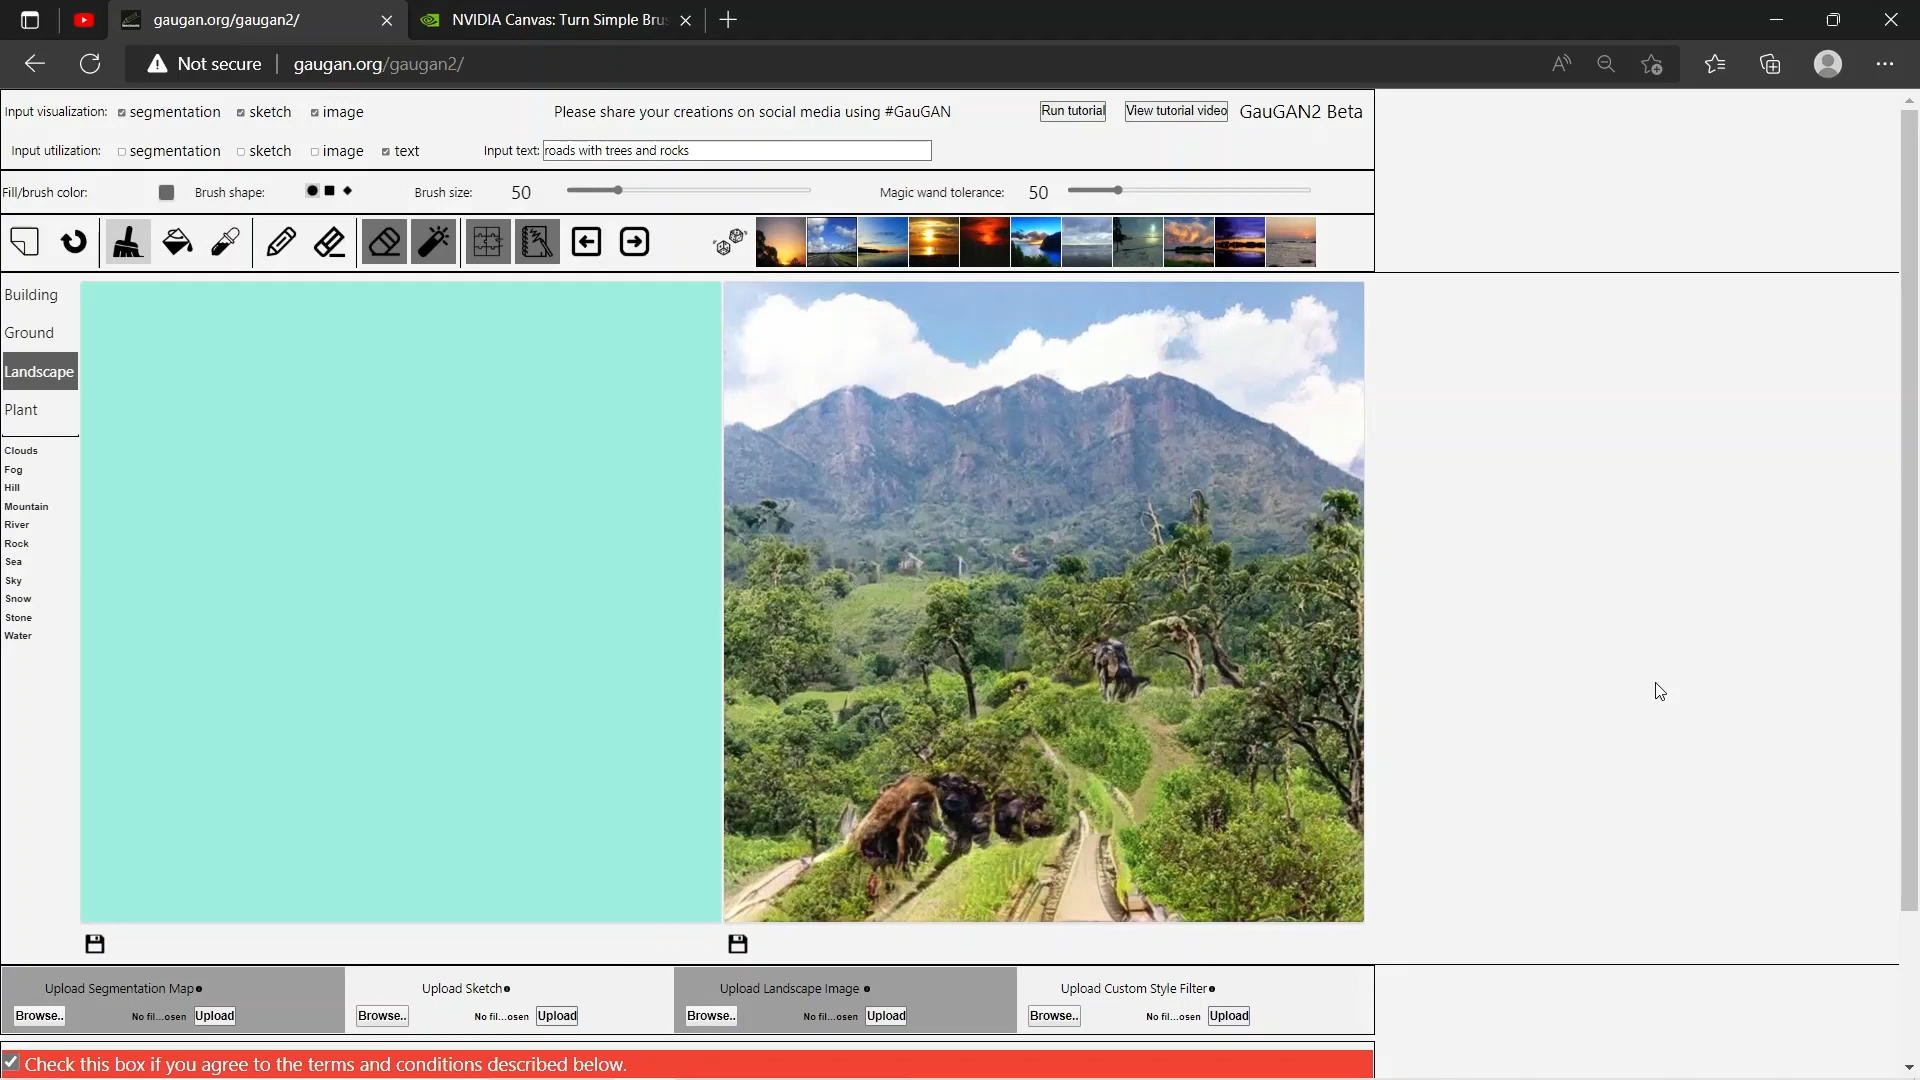 gaugan.org/gaugan2/
NVIDIA Canvas: Turn Simple Bru
Not secure
gaugan.org/gaugan2/
Input visualization: segmentation sketch image
Please share your creations on social media using #GauGAN
Run tutorial
View tutorial video
GauGAN2 Beta
Input utilization: segmentation sketch image text
Input text: roads with trees and rocks
Fill/brush color:
Brush shape:
Brush size: 50
Magic wand tolerance: 50
Building
Ground
Landscape
Plant
Clouds
Fog
Hill
Mountain
River
Rock
Sea
Sky
Snow
Stone
Water
Upload Segmentation Map
Browse..
No fil...osen
Upload
Upload Sketch
Browse..
No fil...osen
Upload
Upload Landscape Image
Browse..
No fil...osen
Upload
Upload Custom Style Filter
Browse..
No fil...osen
Upload
Check this box if you agree to the terms and conditions described below.